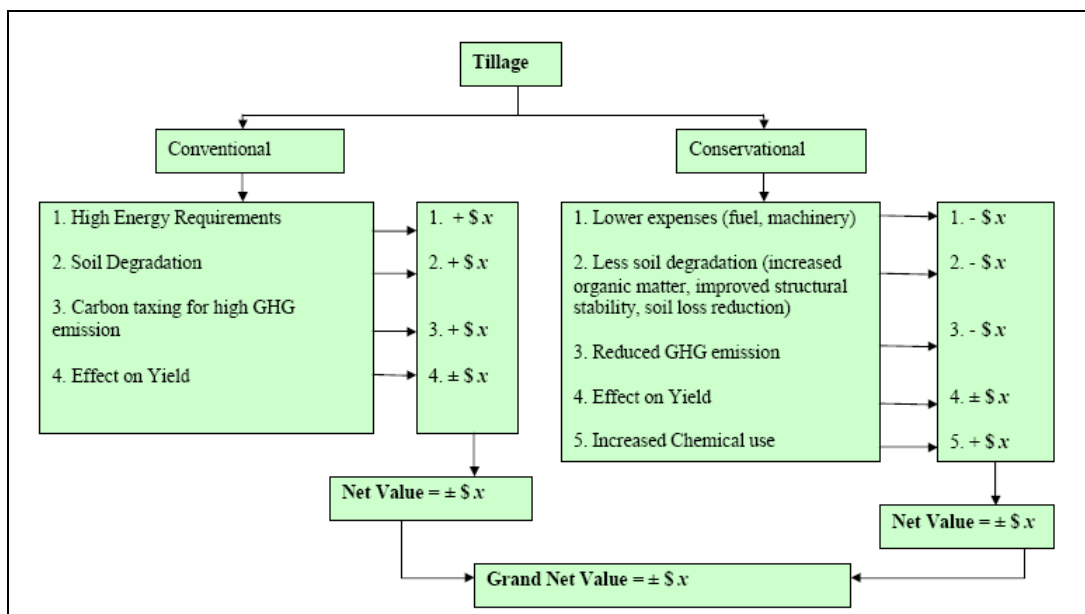 Tillage
Conventional
Conservational
1. High Energy Requirements
2. Soil Degradation
3. Carbon taxing for high GHG
emission
4. Effect on Yield
1. + $ x
2. + $ x
3. + $ x
4. ± $ x
1. Lower expenses (fuel, machinery)
2. Less soil degradation (increased
organic matter, improved structural
stability, soil loss reduction)
3. Reduced GHG emission
4. Effect on Yield
5. Increased Chemical use
1. - $ x
2. - $ x
3. - $ x
4. ± $ x
5. + $ x
Net Value = ± $ x
Net Value = ± $ x
Grand Net Value = ± $ x